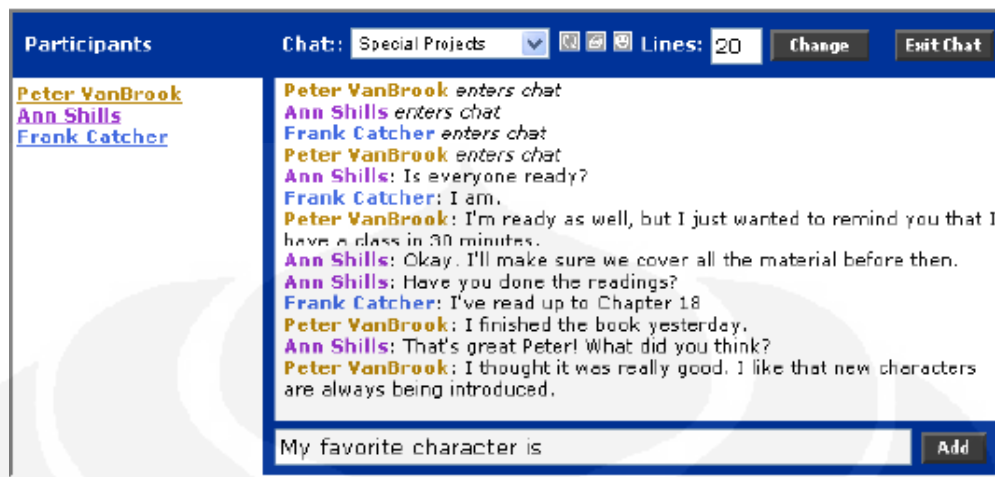 Participants
Chat:: Special Projects Lines: 20 Change Exit Chat
Peter VanBrook
Ann Shills
Frank Catcher
Peter VanBrook enters chat
Ann Shills enters chat
Frank Catcher enters chat
Peter VanBrook enters chat
Ann Shills: Is everyone ready?
Frank Catcher: I am.
Peter VanBrook: I'm ready as well, but I just wanted to remind you that I
have a class in 30 minutes.
Ann Shills: Okay. I'll make sure we cover all the material before then.
Ann Shills: Have you done the readings?
Frank Catcher: I've read up to Chapter 18
Peter VanBrook: I finished the book yesterday.
Ann Shills: That's great Peter! What did you think?
Peter VanBrook: I thought it was really good. I like that new characters
are always being introduced.
My favorite character is
Add